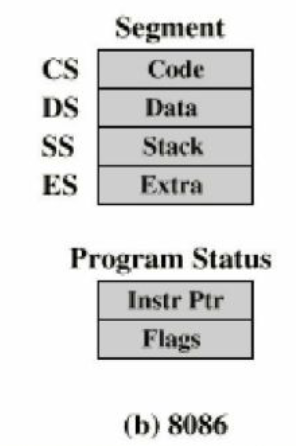 Segment
CS Code
DS Data
SS Stack
ES Extra
Program Status
Instr Ptr
Flags
(b) 8086